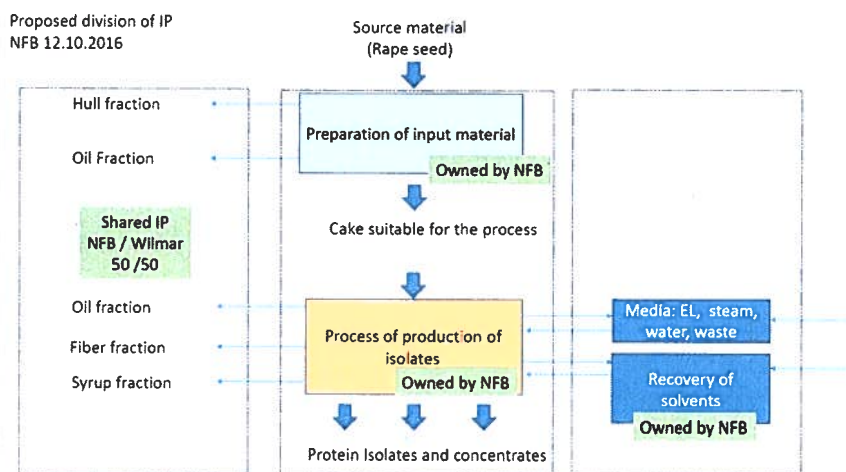 Proposed division of IP
NFB 12.10.2016
Source material
(Rape seed)
Hull fraction
Oil Fraction
Shared IP
NFB / Wilmar
50 /50
Oil fraction
Fiber fraction
Syrup fraction
Preparation of input material
Owned by NFB
Cake suitable for the process
Process of production of
isolates
Owned by NFB
Protein Isolates and concentrates
Media: EL, steam,
water, waste
Recovery of
solvents
Owned by NFB